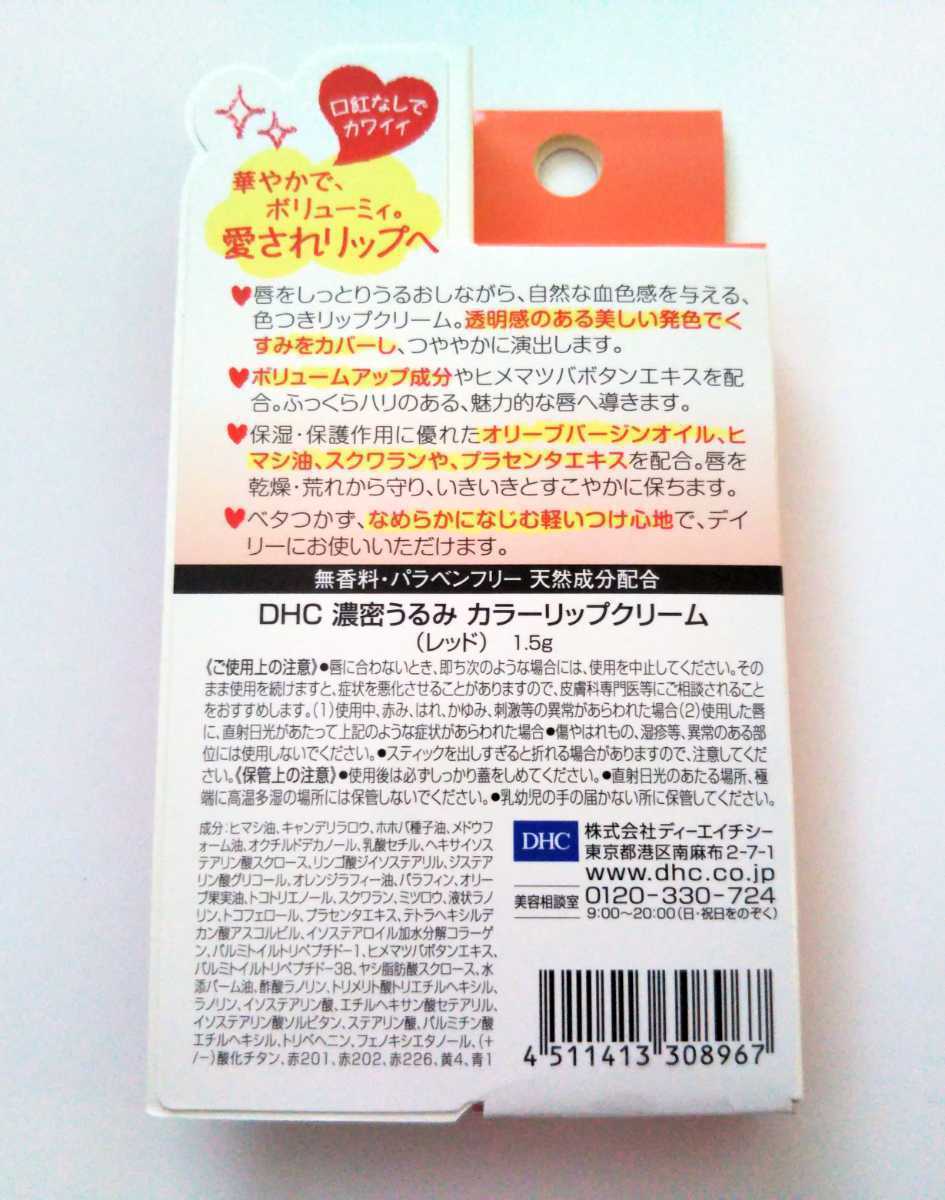 口紅なしで
カワイイ
華やかで、
ボリューミィ。
愛されリップへ
♥唇をしっとりうるおしながら、自然な血色感を与える、
色つきリップクリーム。透明感のある美しい発色でく
すみをカバーし、つややかに演出します。
♥ボリュームアップ成分やヒメマツバボタンエキスを配
合。ふっくらハリのある、魅力的な唇へ導きます。
♥保湿・保護作用に優れたオリーブバージンオイル、ヒ
マシ油、スクワランや、プラセンタエキスを配合。唇を
乾燥・荒れから守り、いきいきとすこやかに保ちます。
♥ベタつかず、なめらかになじむ軽いつけ心地で、デイ
リーにお使いいただけます。
無香料・パラベンフリー 天然成分配合
DHC 濃密うるみ カラーリップクリーム
(レッド) 1.5g
《ご使用上の注意》●唇に合わないとき、即ち次のような場合には、使用を中止してください。その
まま使用を続けますと、症状を悪化させることがありますので、皮膚科専門医等にご相談されること
をおすすめします。(1)使用中、赤み、はれ、かゆみ、刺激等の異常があらわれた場合(2)使用した唇
に、直射日光があたって上記のような症状があらわれた場合●傷やはれもの、湿疹等、異常のある部
位には使用しないでください。●スティックを出しすぎると折れる場合がありますので、注意してくだ
さい。《保管上の注意》●使用後は必ずしっかり蓋をしめてください。●直射日光のあたる場所、極
端に高温多湿の場所には保管しないでください。●乳幼児の手の届かない所に保管してください。
成分:ヒマシ油、キャンデリラロウ、ホホバ種子油、メドウフ
ォーム油、オクチルドデカノール、乳酸セチル、ヘキサイソス
テアリン酸スクロース、リンゴ酸ジイソステアリル、ジステア
リン酸グリコール、オレンジラフィー油、パラフィン、オリー
ブ果実油、トコトリエノール、スクワラン、ミツロウ、液状ラノ
リン、トコフェロール、プラセンタエキス、テトラヘキシルデ
カン酸アスコルビル、イソステアロイル加水分解コラーゲ
ン、パルミトイルトリペプチド-1、ヒメマツバボタンエキス、
パルミトイルトリペプチド-38、ヤシ脂肪酸スクロース、水
添パーム油、酢酸ラノリン、トリメリト酸トリエチルヘキシル、
ラノリン、イソステアリン酸、エチルヘキサン酸セテアリル、
イソステアリン酸ソルビタン、ステアリン酸、パルミチン酸
エチルヘキシル、トリベヘニン、フェノキシエタノール、(+
/-)酸化チタン、赤201、赤202、赤226、黄4、青1
DHC 株式会社ディーエイチシー
東京都港区南麻布2-7-1
www.dhc.co.jp
美容相談室 0120-330-724
9:00～20:00(日・祝日をのぞく)
4 511413 308967